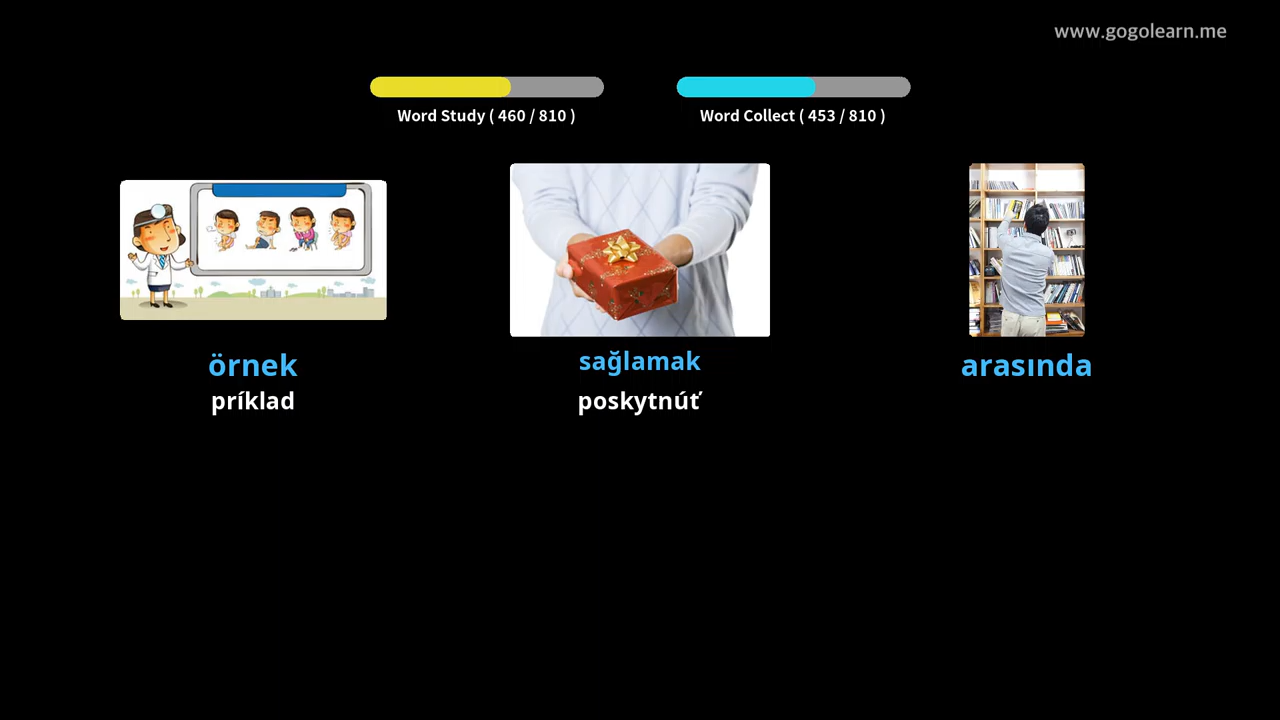 www.gogolearn.me
Word Study ( 460 / 810 )
Word Collect ( 453 / 810 )
örnek
príklad
sağlamak
poskytnúť
arasında